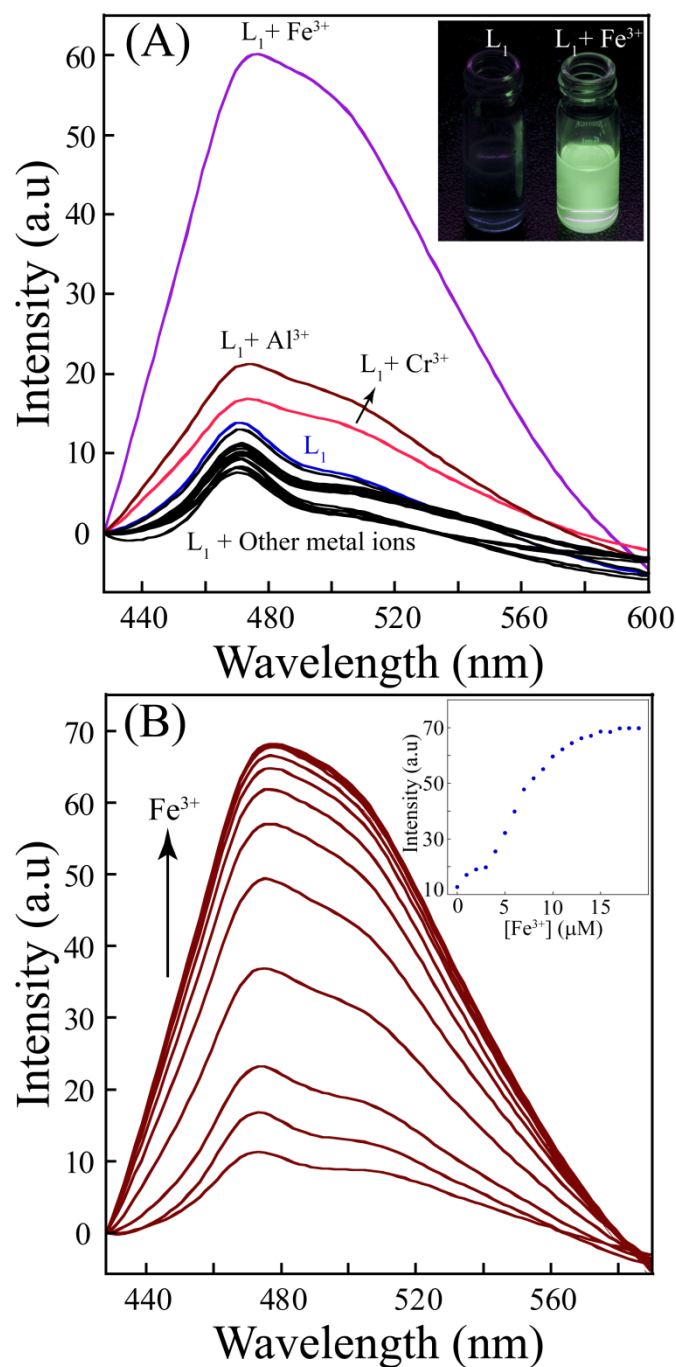 (A)
L₁ + Fe³⁺
L₁
L₁ + Fe³⁺
60
50
40
30
20
10
0
Intensity (a.u)
L₁ + Al³⁺
L₁ + Cr³⁺
L₁
L₁ + Other metal ions
440 480 520 560 600
Wavelength (nm)
(B)
70
60
50
40
30
20
10
0
Intensity (a.u)
Fe³⁺
70
50
30
10
Intensity (a.u)
0 5 10 15
[Fe³⁺] (μM)
440 480 520 560
Wavelength (nm)